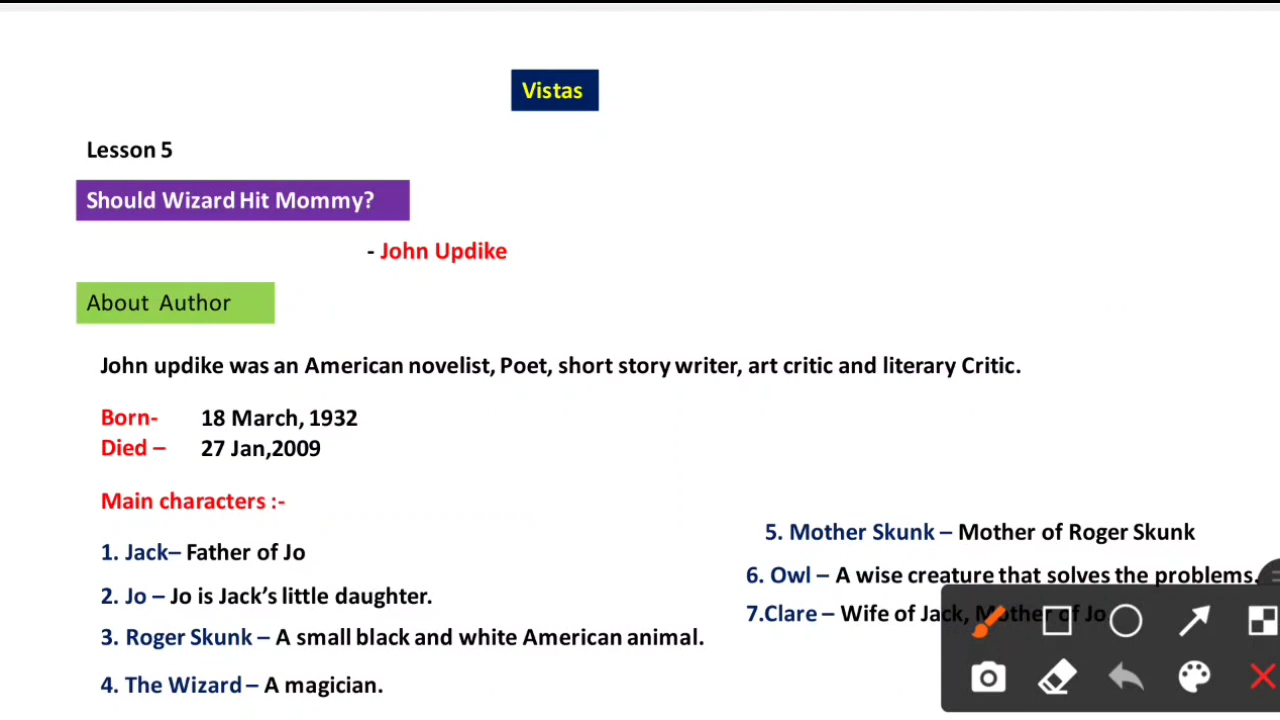 Vistas
Lesson 5
Should Wizard Hit Mommy?
- John Updike
About Author
John updike was an American novelist, Poet, short story writer, art critic and literary Critic.
Born- 18 March, 1932
Died – 27 Jan,2009
Main characters :-
1. Jack– Father of Jo
2. Jo – Jo is Jack’s little daughter.
3. Roger Skunk – A small black and white American animal.
4. The Wizard – A magician.
5. Mother Skunk – Mother of Roger Skunk
6. Owl – A wise creature that solves the problems.
7.Clare – Wife of Jack, Mother of Jo